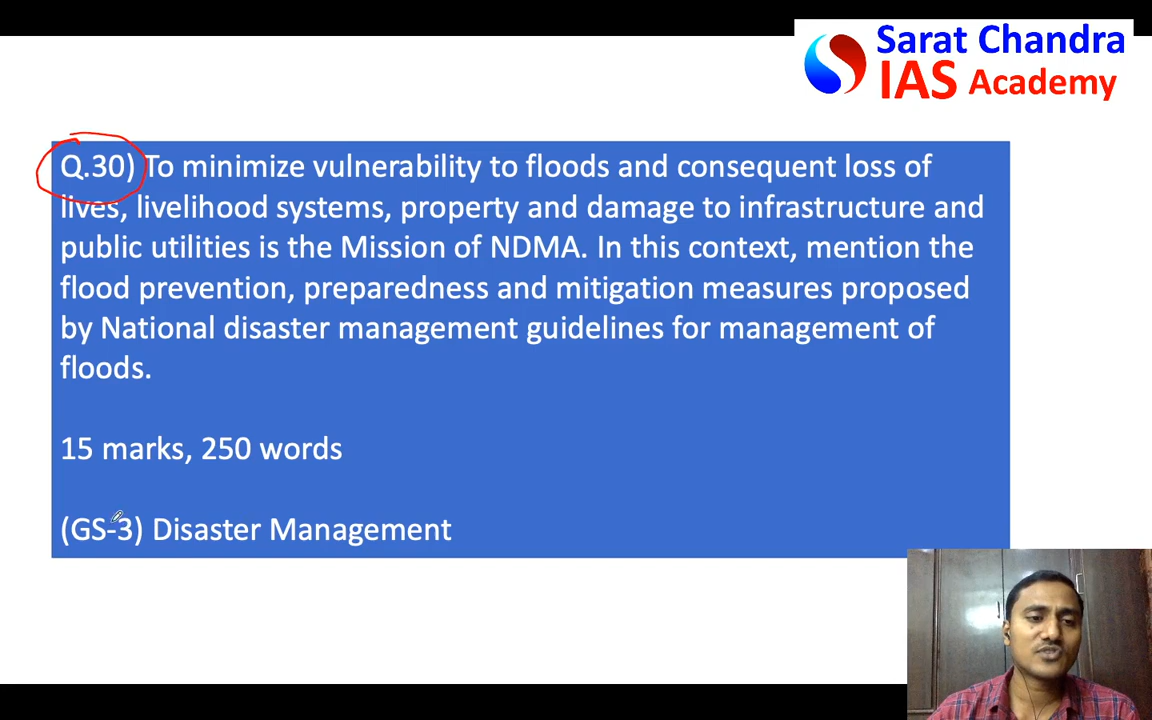 Sarat Chandra
IAS Academy
Q.30) To minimize vulnerability to floods and consequent loss of
lives, livelihood systems, property and damage to infrastructure and
public utilities is the Mission of NDMA. In this context, mention the
flood prevention, preparedness and mitigation measures proposed
by National disaster management guidelines for management of
floods.
15 marks, 250 words
(GS-3) Disaster Management